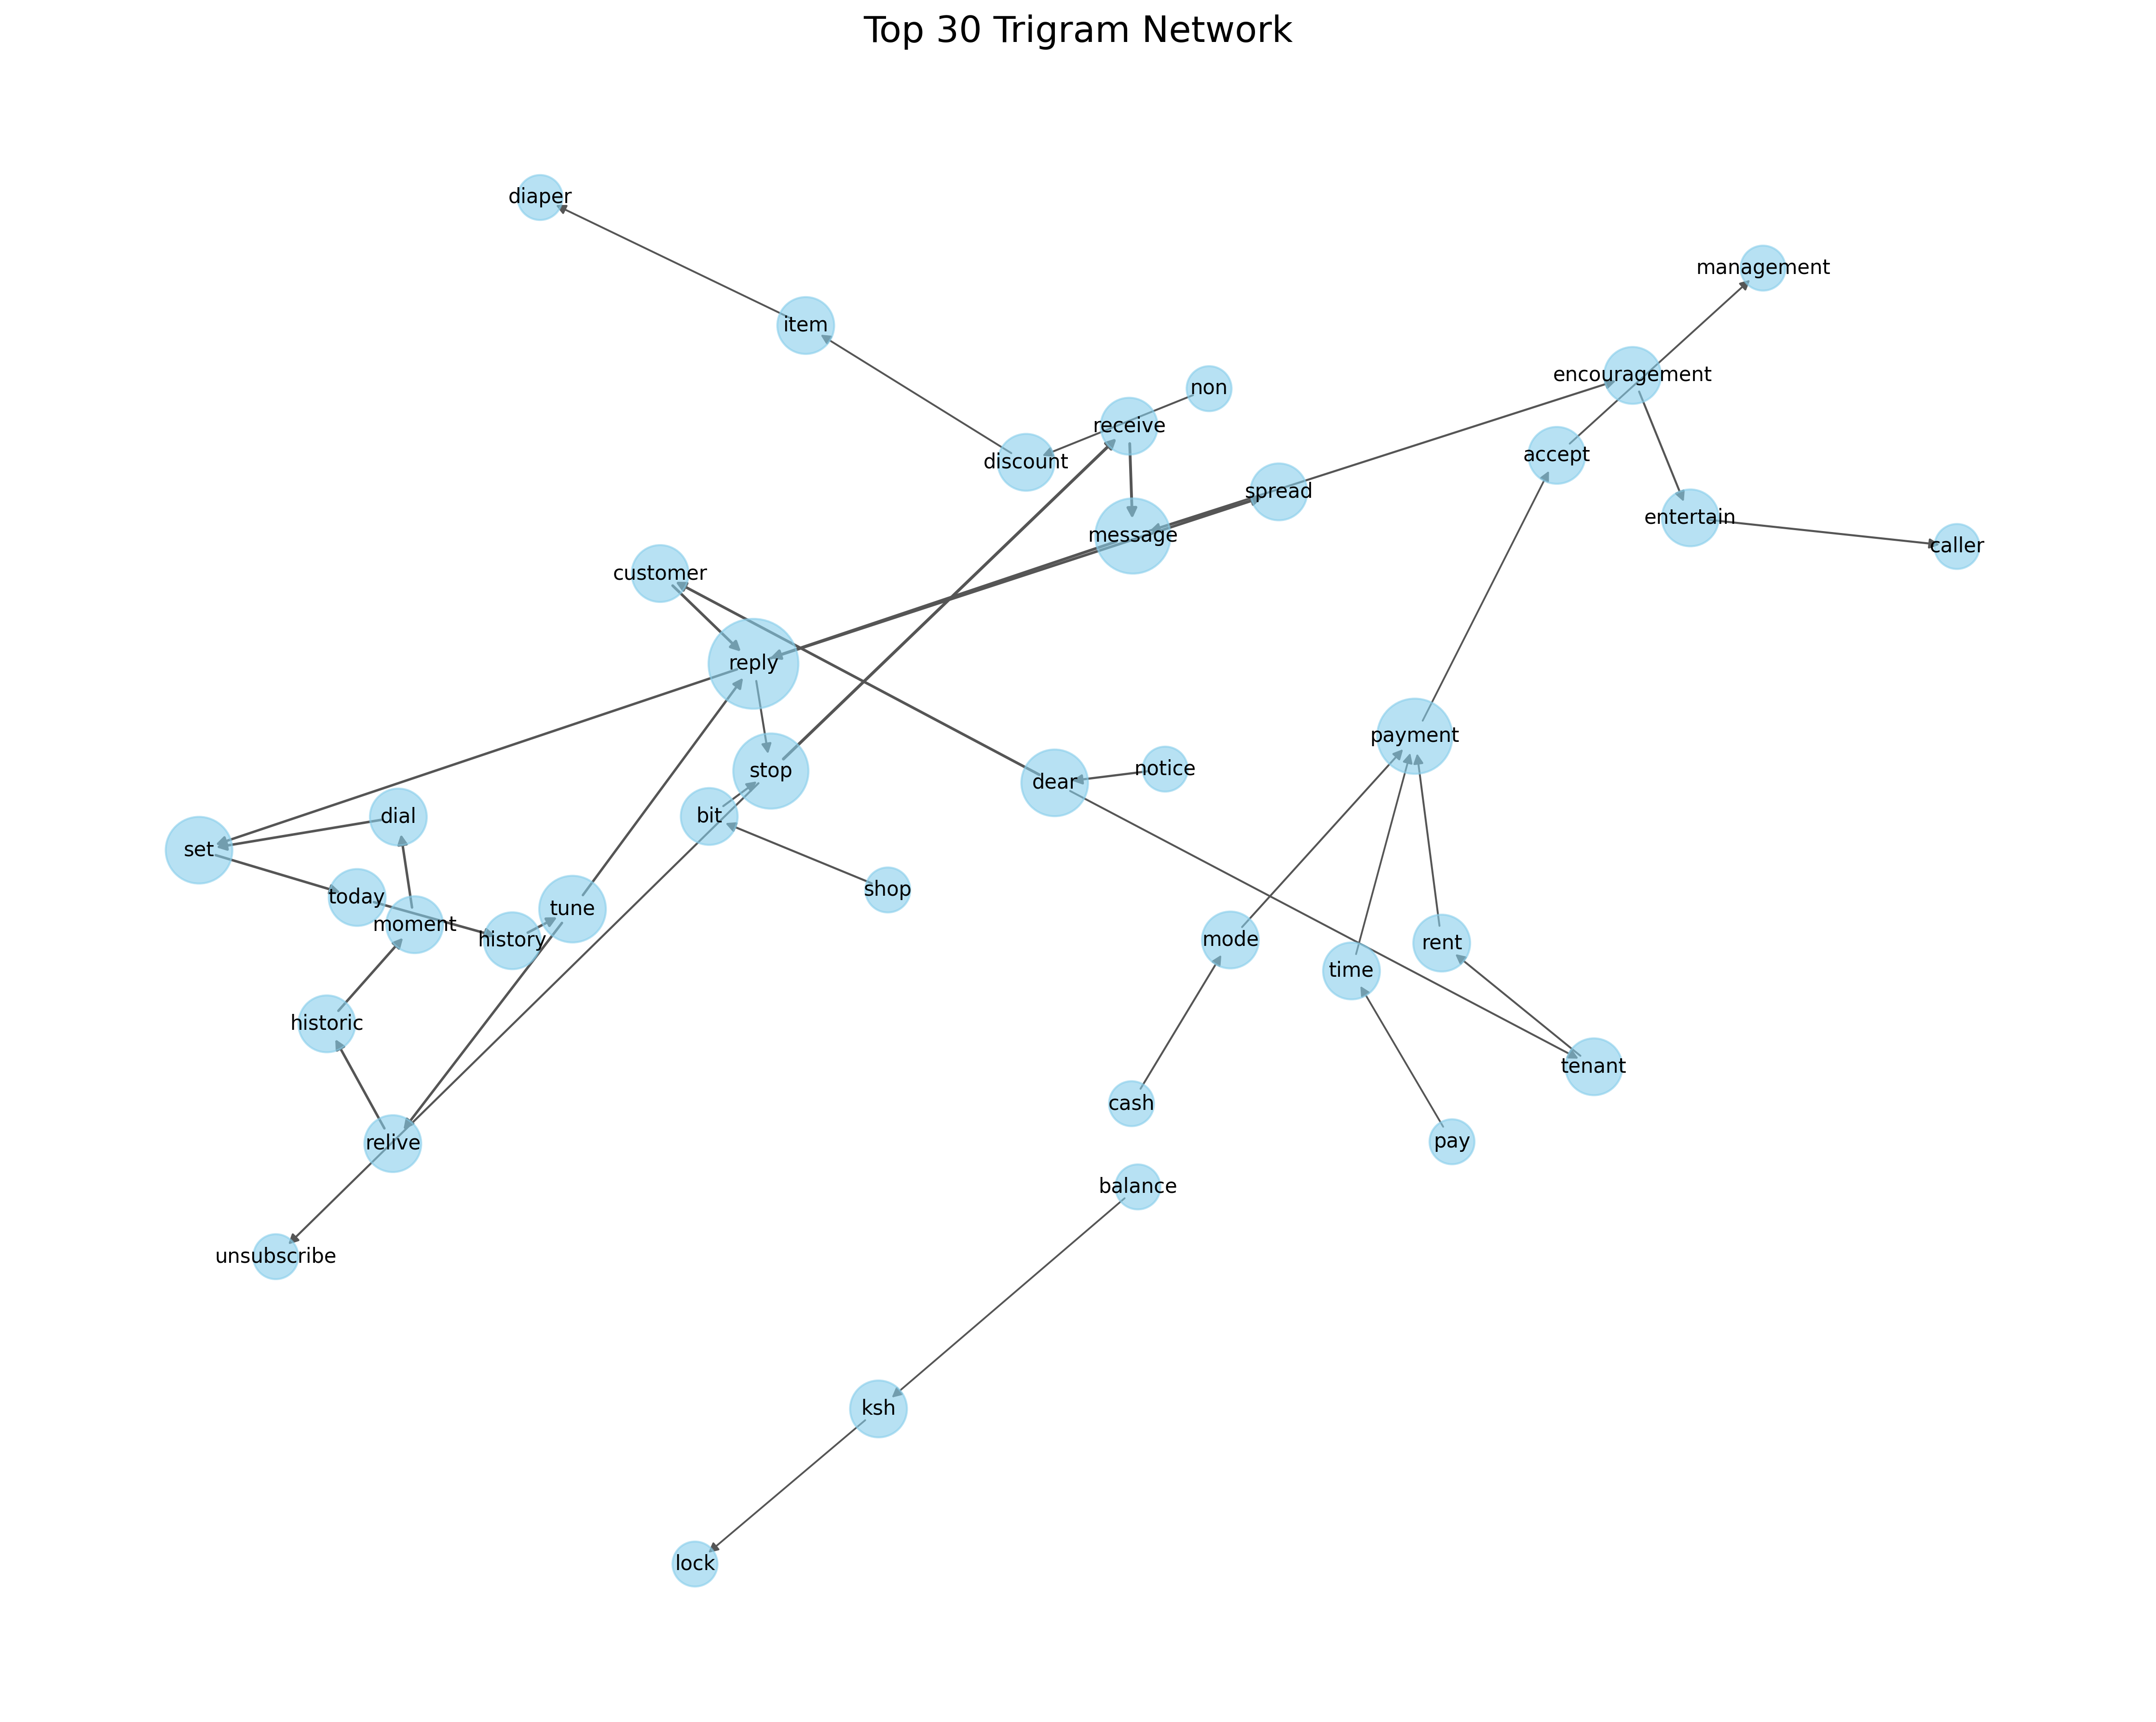 Top 30 Trigram Network
diaper
management
item
encouragement
non
receive
accept
discount
spread
entertain
message
caller
customer
reply
payment
stop
notice
dear
dial
bit
set
shop
today
tune
moment
history
mode
rent
time
historic
tenant
cash
relive
pay
balance
unsubscribe
ksh
lock